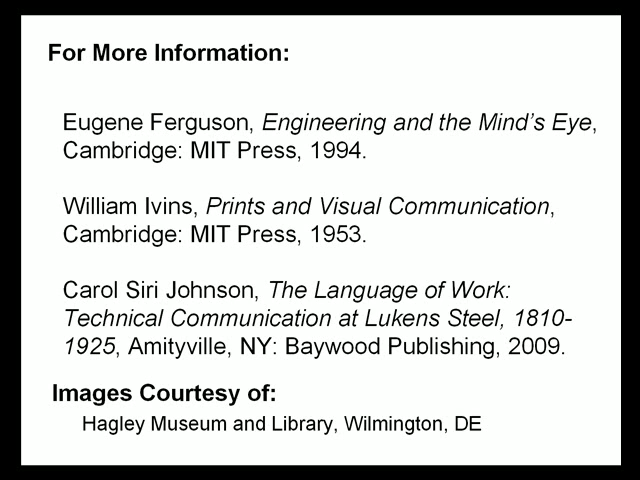 For More Information:
Eugene Ferguson, Engineering and the Mind's Eye,
Cambridge: MIT Press, 1994.
William Ivins, Prints and Visual Communication,
Cambridge: MIT Press, 1953.
Carol Siri Johnson, The Language of Work:
Technical Communication at Lukens Steel, 1810-
1925, Amityville, NY: Baywood Publishing, 2009.
Images Courtesy of:
Hagley Museum and Library, Wilmington, DE